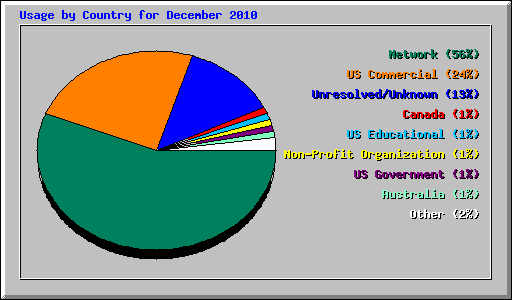 Usage by Country for December 2010
Network (56%)
US Commercial (24%)
Unresolved/Unknown (13%)
Canada (1%)
US Educational (1%)
Non-Profit Organization (1%)
US Government (1%)
Australia (1%)
Other (2%)